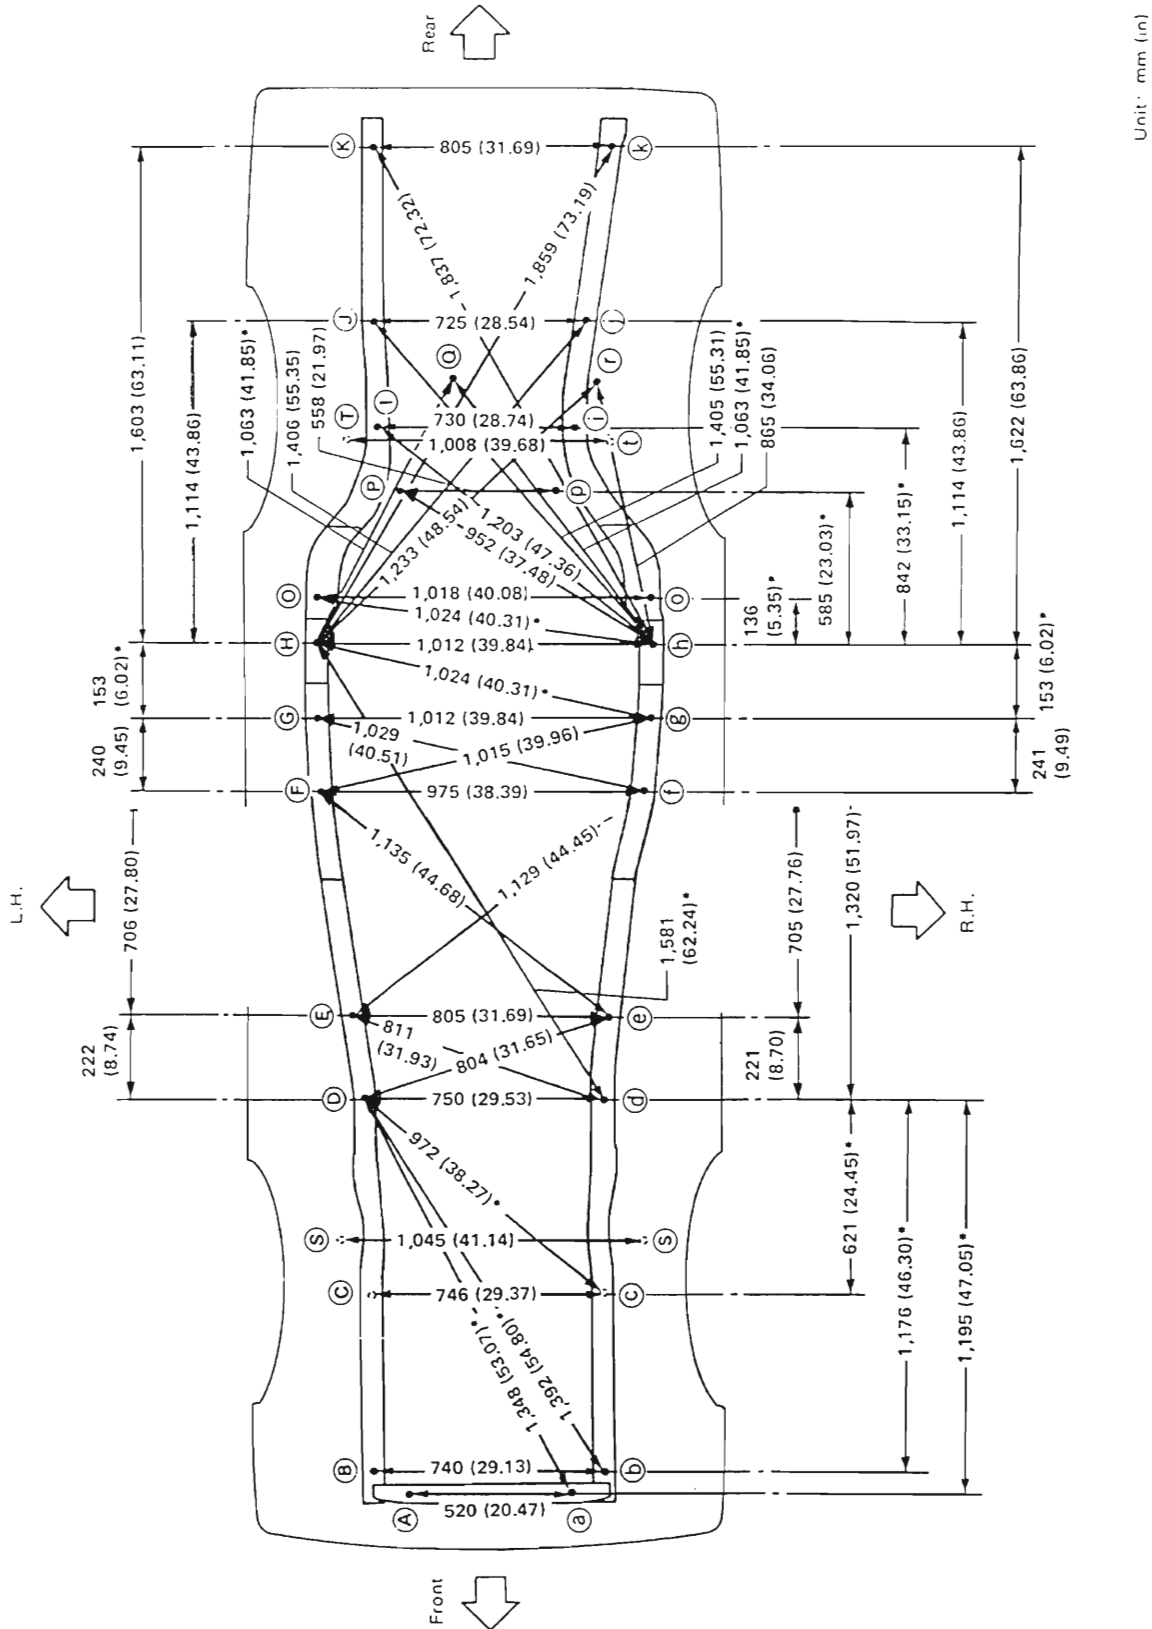 Rear
Unit: mm (in)
K
805 (31.69)
k
1,837 (72.32)
1,859 (73.19)
1,603 (63.11)
1,622 (63.86)
J
725 (28.54)
j
1,114 (43.86)
1,063 (41.85)*
1,406 (55.35)
558 (21.97)
T
I
Q
r
730 (28.74)
i
1,008 (39.68)
t
1,405 (55.31)
1,063 (41.85)*
865 (34.06)
1,114 (43.86)
842 (33.15)*
585 (23.03)*
136
(5.35)*
P
p
1,233 (48.54)
1,203 (47.36)
952 (37.48)
O
1,018 (40.08)
o
1,024 (40.31)*
H
1,012 (39.84)
h
153
(6.02)*
1,024 (40.31)*
153 (6.02)*
G
1,012 (39.84)
g
240
(9.45)
1,029
(40.51)
1,015 (39.96)
241
(9.49)
F
975 (38.39)
f
L.H.
706 (27.80)
1,135 (44.68)
1,129 (44.45)
1,581
(62.24)*
705 (27.76)
1,320 (51.97)
R.H.
E
805 (31.69)
e
222
(8.74)
811
(31.93)
804 (31.65)
221
(8.70)
D
750 (29.53)
d
972 (38.27)*
621 (24.45)*
1,176 (46.30)*
1,195 (47.05)*
S
1,045 (41.14)
s
C
746 (29.37)
c
1,348 (53.07)*
1,392 (54.80)*
B
740 (29.13)
b
A
520 (20.47)
a
Front